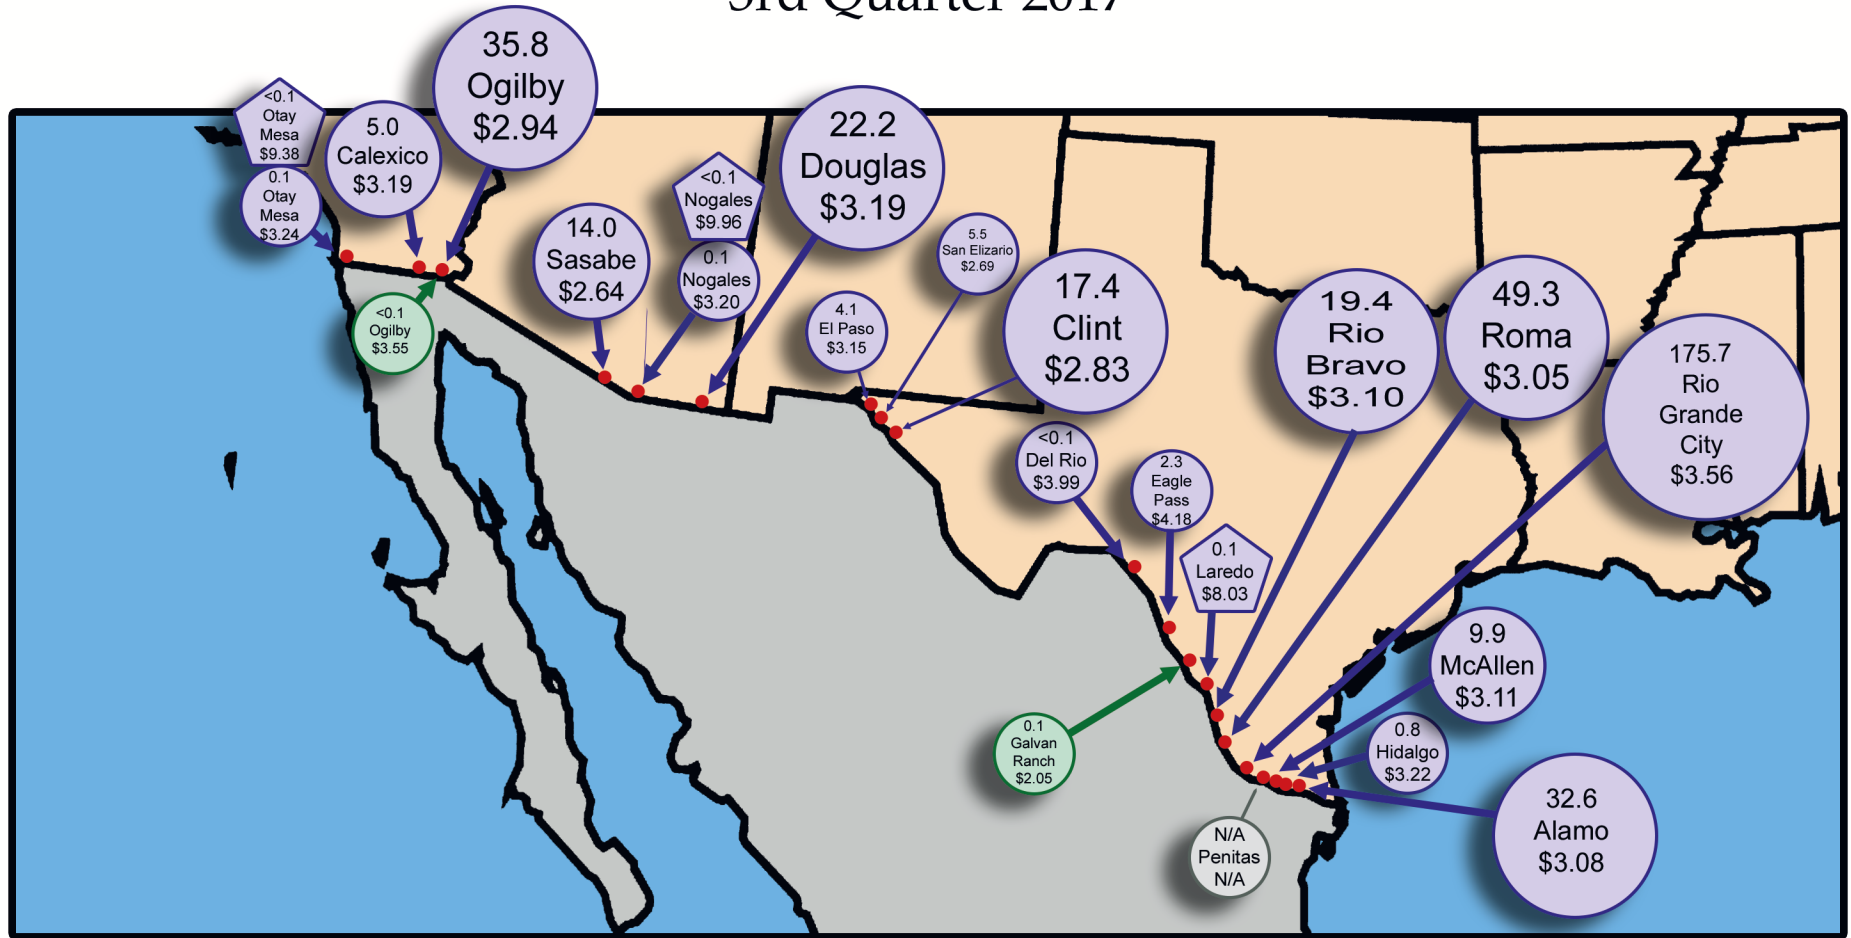 3rd Quarter 2017
<0.1
Otay
Mesa
$9.38
0.1
Otay
Mesa
$3.24
5.0
Calexico
$3.19
35.8
Ogilby
$2.94
<0.1
Ogilby
$3.55
14.0
Sasabe
$2.64
<0.1
Nogales
$9.96
0.1
Nogales
$3.20
22.2
Douglas
$3.19
4.1
El Paso
$3.15
5.5
San Elizario
$2.69
17.4
Clint
$2.83
<0.1
Del Rio
$3.99
2.3
Eagle
Pass
$4.18
0.1
Laredo
$8.03
19.4
Rio
Bravo
$3.10
49.3
Roma
$3.05
175.7
Rio
Grande
City
$3.56
9.9
McAllen
$3.11
0.8
Hidalgo
$3.22
32.6
Alamo
$3.08
0.1
Galvan
Ranch
$2.05
N/A
Penitas
N/A